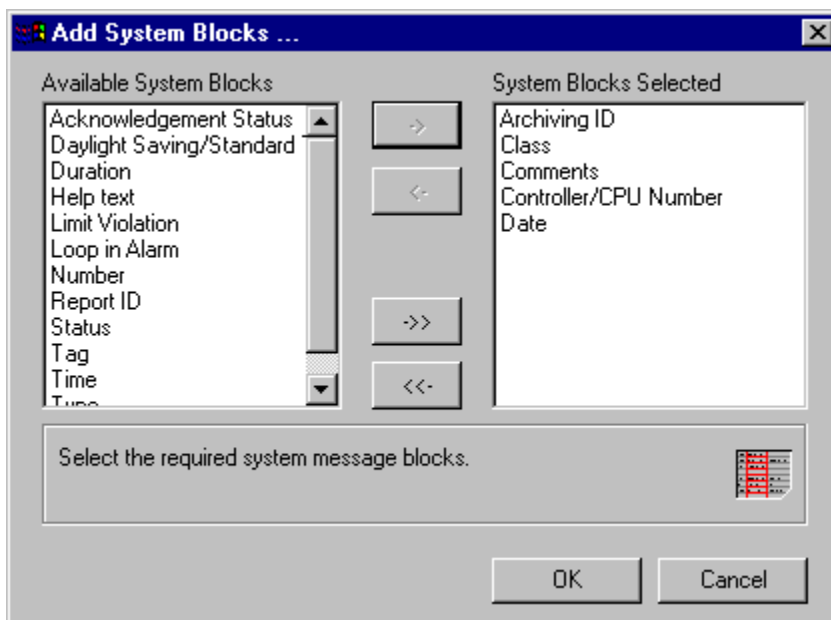 Add System Blocks ...
Available System Blocks
System Blocks Selected
Acknowledgement Status
Daylight Saving/Standard
Duration
Help text
Limit Violation
Loop in Alarm
Number
Report ID
Status
Tag
Time
Type
->
<-
->>
<<-
Archiving ID
Class
Comments
Controller/CPU Number
Date
Select the required system message blocks.
OK
Cancel